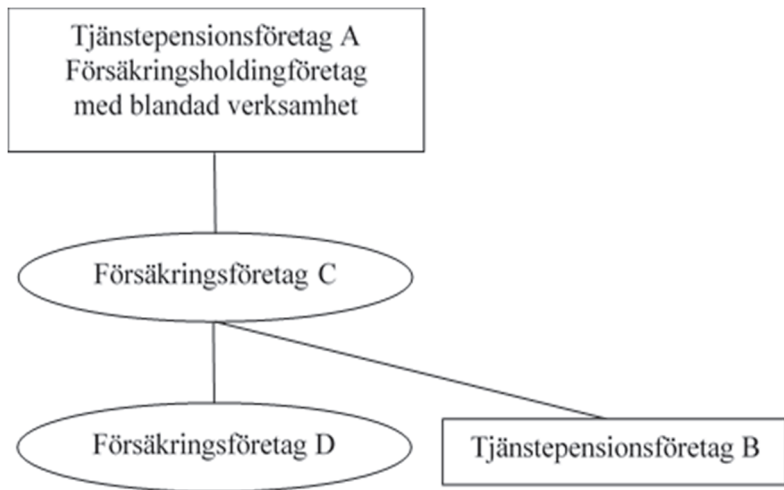 Tjänstepensionsföretag A
Försäkringsholdingföretag
med blandad verksamhet
Försäkringsföretag C
Försäkringsföretag D
Tjänstepensionsföretag B